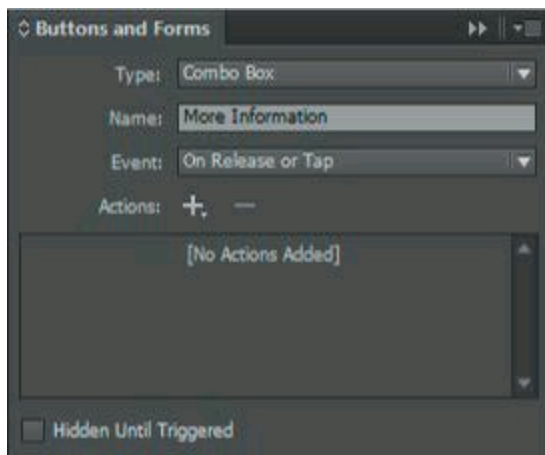 Buttons and Forms
Type: Combo Box
Name: More Information
Event: On Release or Tap
Actions:
[No Actions Added]
Hidden Until Triggered